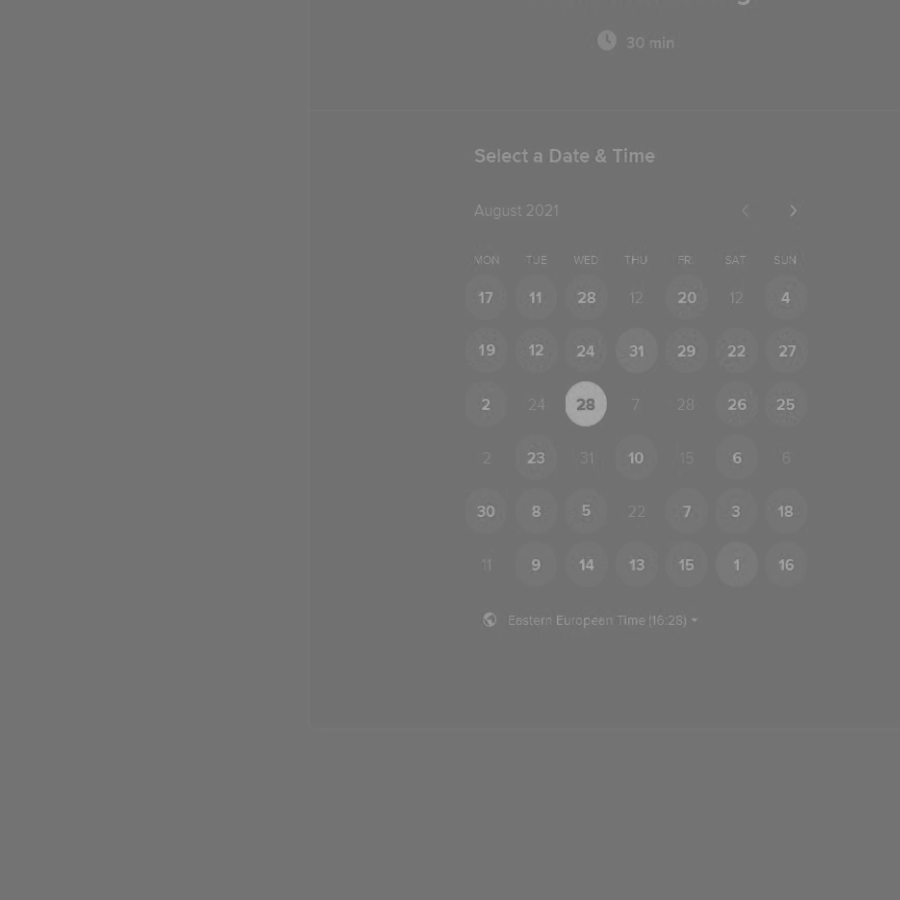 30 min
Select a Date & Time
August 2021
MON TUE WED THU FRI SAT SUN
17 11 28 12 20 12 4
19 12 24 31 29 22 27
2 24 28 7 28 26 25
2 23 31 10 15 6 6
30 8 5 22 7 3 18
11 9 14 13 15 1 16
Eestern Europeen Time (16:28)